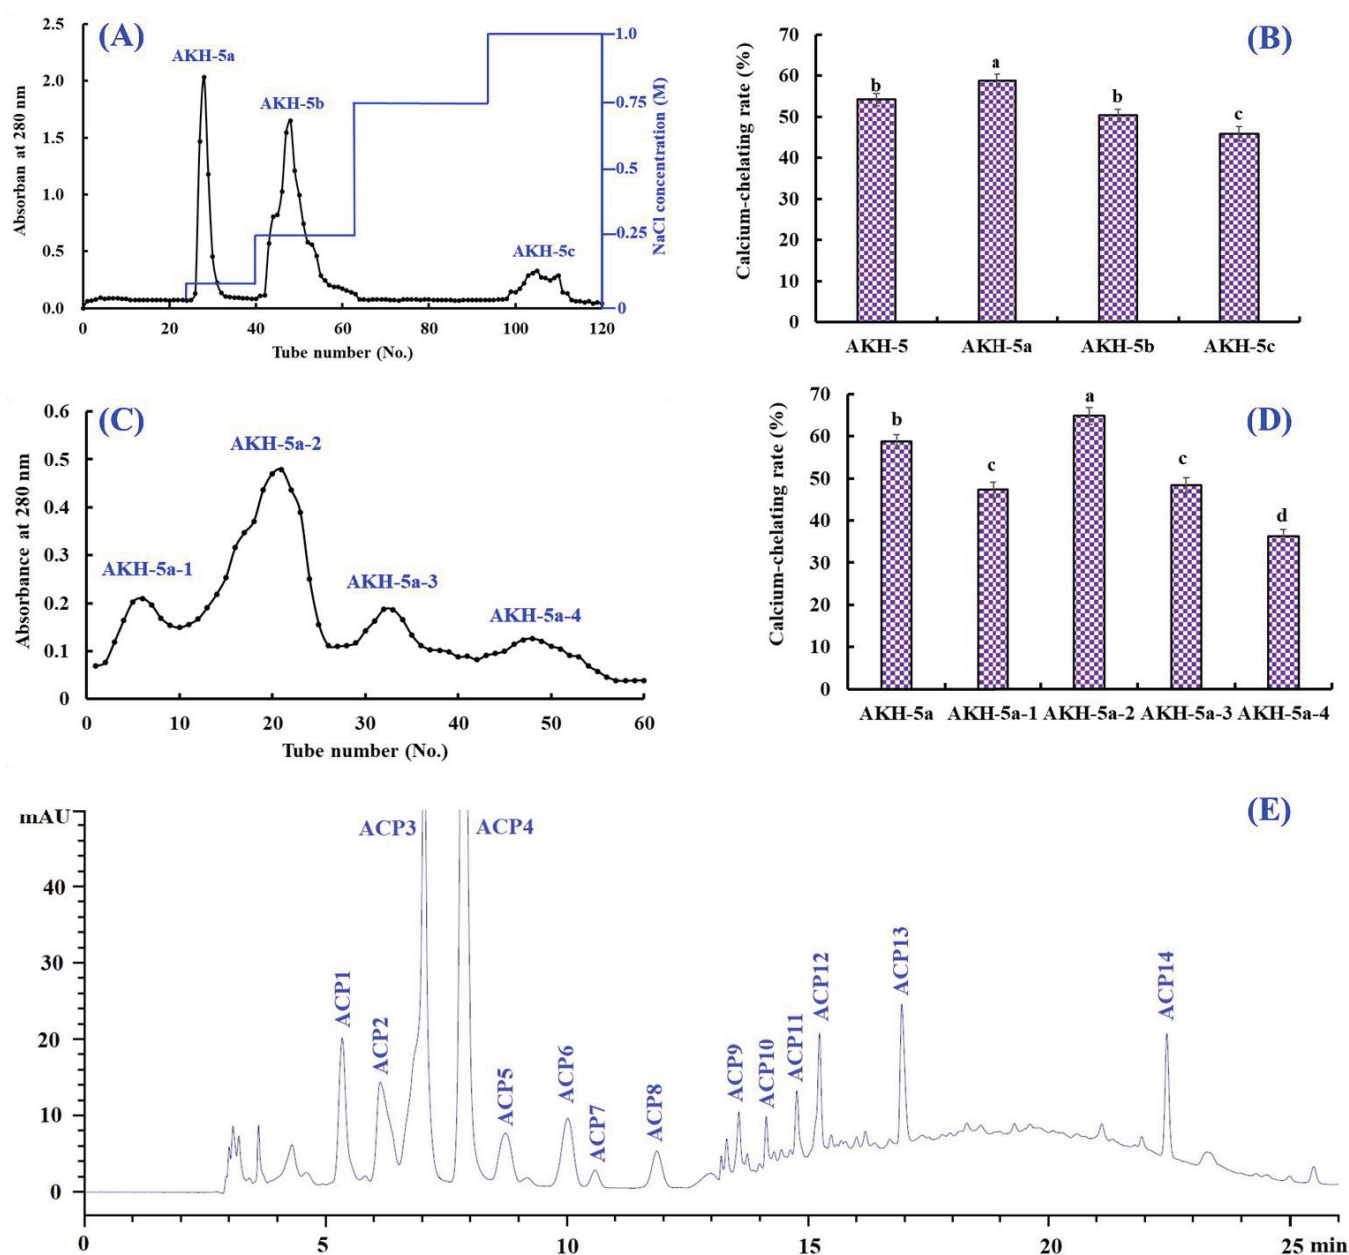 (A)
2.5
2.0
1.5
1.0
0.5
0.0
Absorban at 280 nm
AKH-5a
AKH-5b
AKH-5c
1.0
0.75
0.5
0.25
0
NaCl concentration (M)
0 20 40 60 80 100 120
Tube number (No.)
(B)
70
60
50
40
30
20
10
0
Calcium-chelating rate (%)
b
a
b
c
AKH-5 AKH-5a AKH-5b AKH-5c
(C)
0.6
0.5
0.4
0.3
0.2
0.1
0
Absorbance at 280 nm
AKH-5a-1
AKH-5a-2
AKH-5a-3
AKH-5a-4
0 10 20 30 40 50 60
Tube number (No.)
(D)
70
60
50
40
30
20
10
0
Calcium-chelating rate (%)
b
c
a
c
d
AKH-5a AKH-5a-1 AKH-5a-2 AKH-5a-3 AKH-5a-4
(E)
mAU
40
30
20
10
0
ACP1
ACP2
ACP3
ACP4
ACP5
ACP6
ACP7
ACP8
ACP9
ACP10
ACP11
ACP12
ACP13
ACP14
0 5 10 15 20 25 min